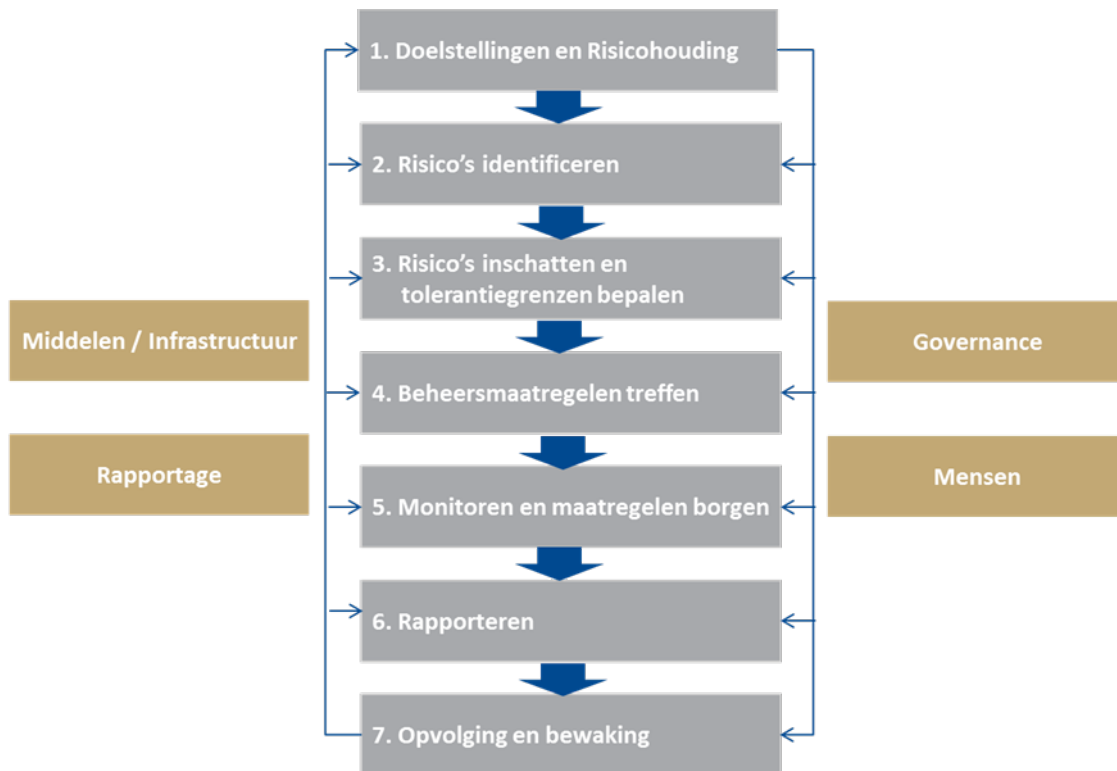 1. Doelstellingen en Risicohouding
2. Risico's identificeren
3. Risico's inschatten en
tolerantiegrenzen bepalen
Middelen / Infrastructuur
Governance
4. Beheersmaatregelen treffen
Rapportage
Mensen
5. Monitoren en maatregelen borgen
6. Rapporteren
7. Opvolging en bewaking